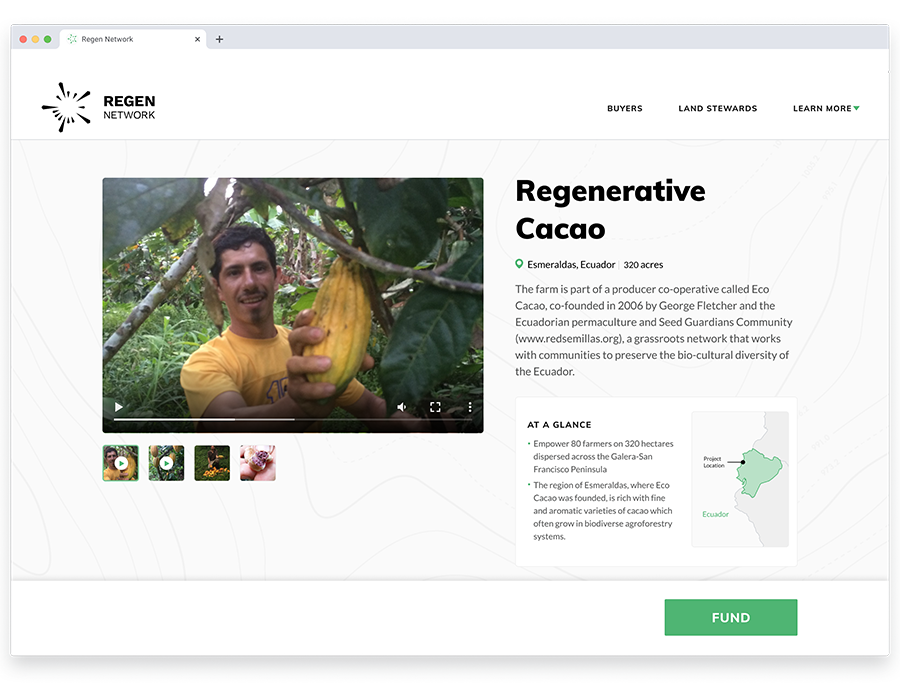 Regen Network
REGEN
NETWORK
BUYERS
LAND STEWARDS
LEARN MORE
Regenerative
Cacao
Esmeraldas, Ecuador | 320 acres
The farm is part of a producer co-operative called Eco
Cacao, co-founded in 2006 by George Fletcher and the
Ecuadorian permaculture and Seed Guardians Community
(www.redsemillas.org), a grassroots network that works
with communities to preserve the bio-cultural diversity of
the Ecuador.
AT A GLANCE
• Empower 80 farmers on 320 hectares
dispersed across the Galera-San
Francisco Peninsula
• The region of Esmeraldas, where Eco
Cacao was founded, is rich with fine
and aromatic varieties of cacao which
often grow in biodiverse agroforestry
systems.
Project
Location
Ecuador
FUND